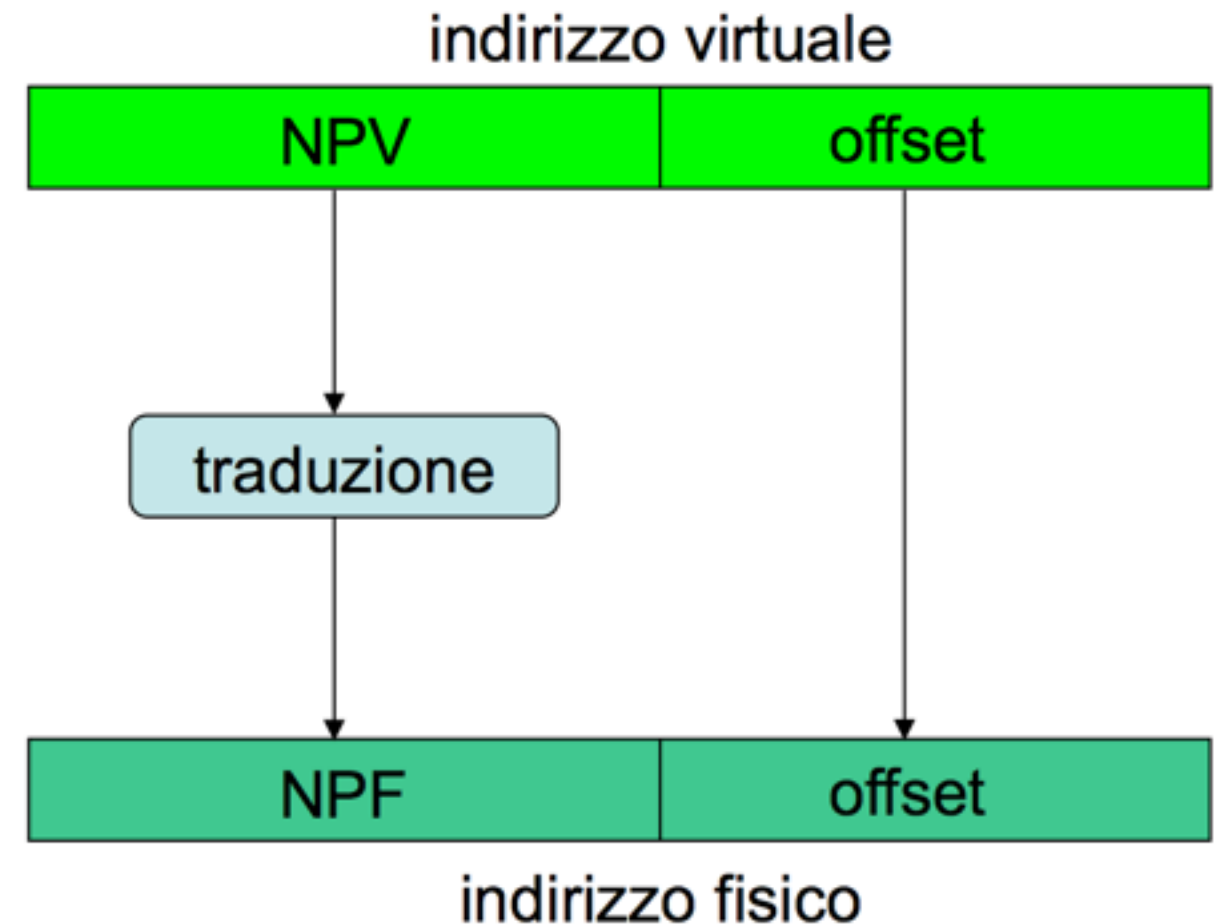 indirizzo virtuale
NPV
offset
traduzione
NPF
offset
indirizzo fisico